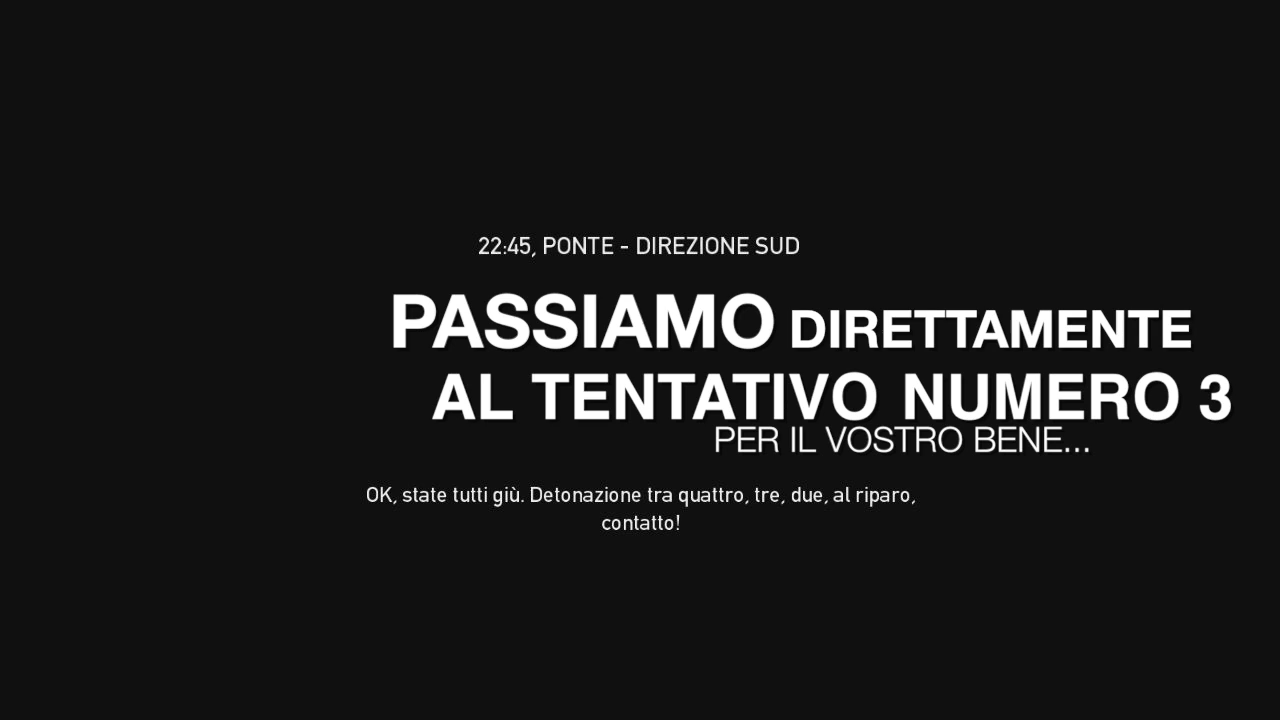 22:45, PONTE - DIREZIONE SUD
PASSIAMO DIRETTAMENTE
AL TENTATIVO NUMERO 3
PER IL VOSTRO BENE...
OK, state tutti giù. Detonazione tra quattro, tre, due, al riparo,
contatto!